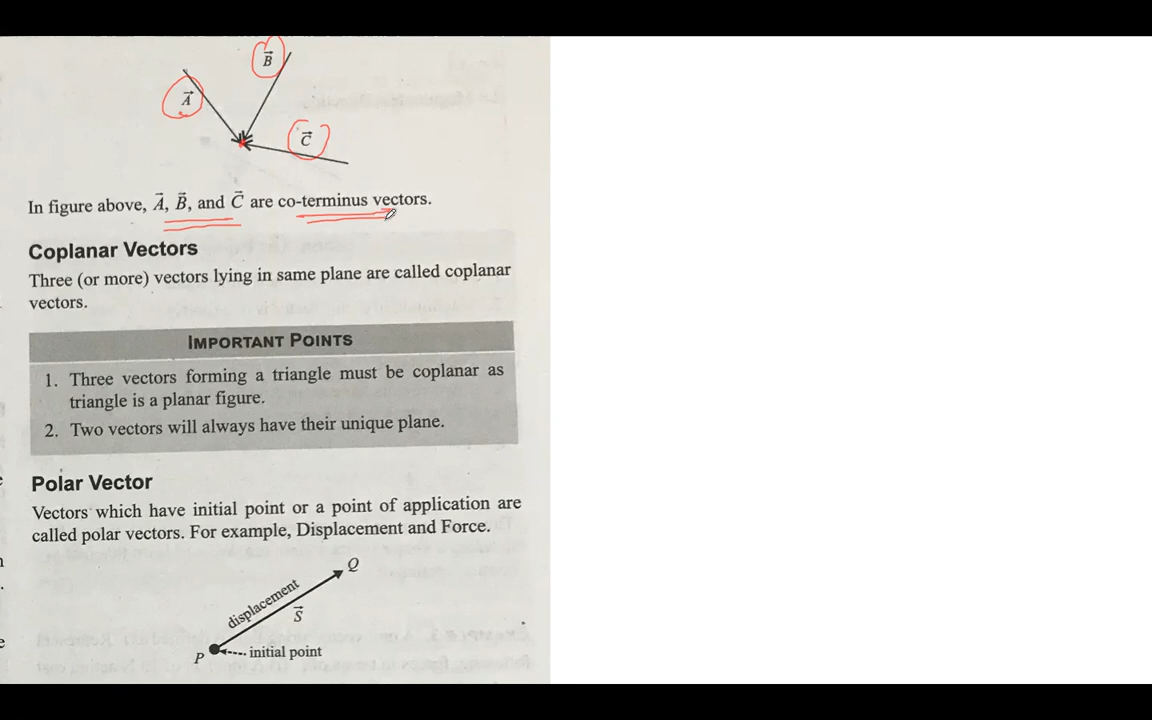 B⃗
A⃗
C⃗
In figure above, A⃗, B⃗, and C⃗ are co-terminus vectors.
Coplanar Vectors
Three (or more) vectors lying in same plane are called coplanar
vectors.
IMPORTANT POINTS
1. Three vectors forming a triangle must be coplanar as
triangle is a planar figure.
2. Two vectors will always have their unique plane.
Polar Vector
Vectors which have initial point or a point of application are
called polar vectors. For example, Displacement and Force.
Q
displacement
S⃗
P
initial point